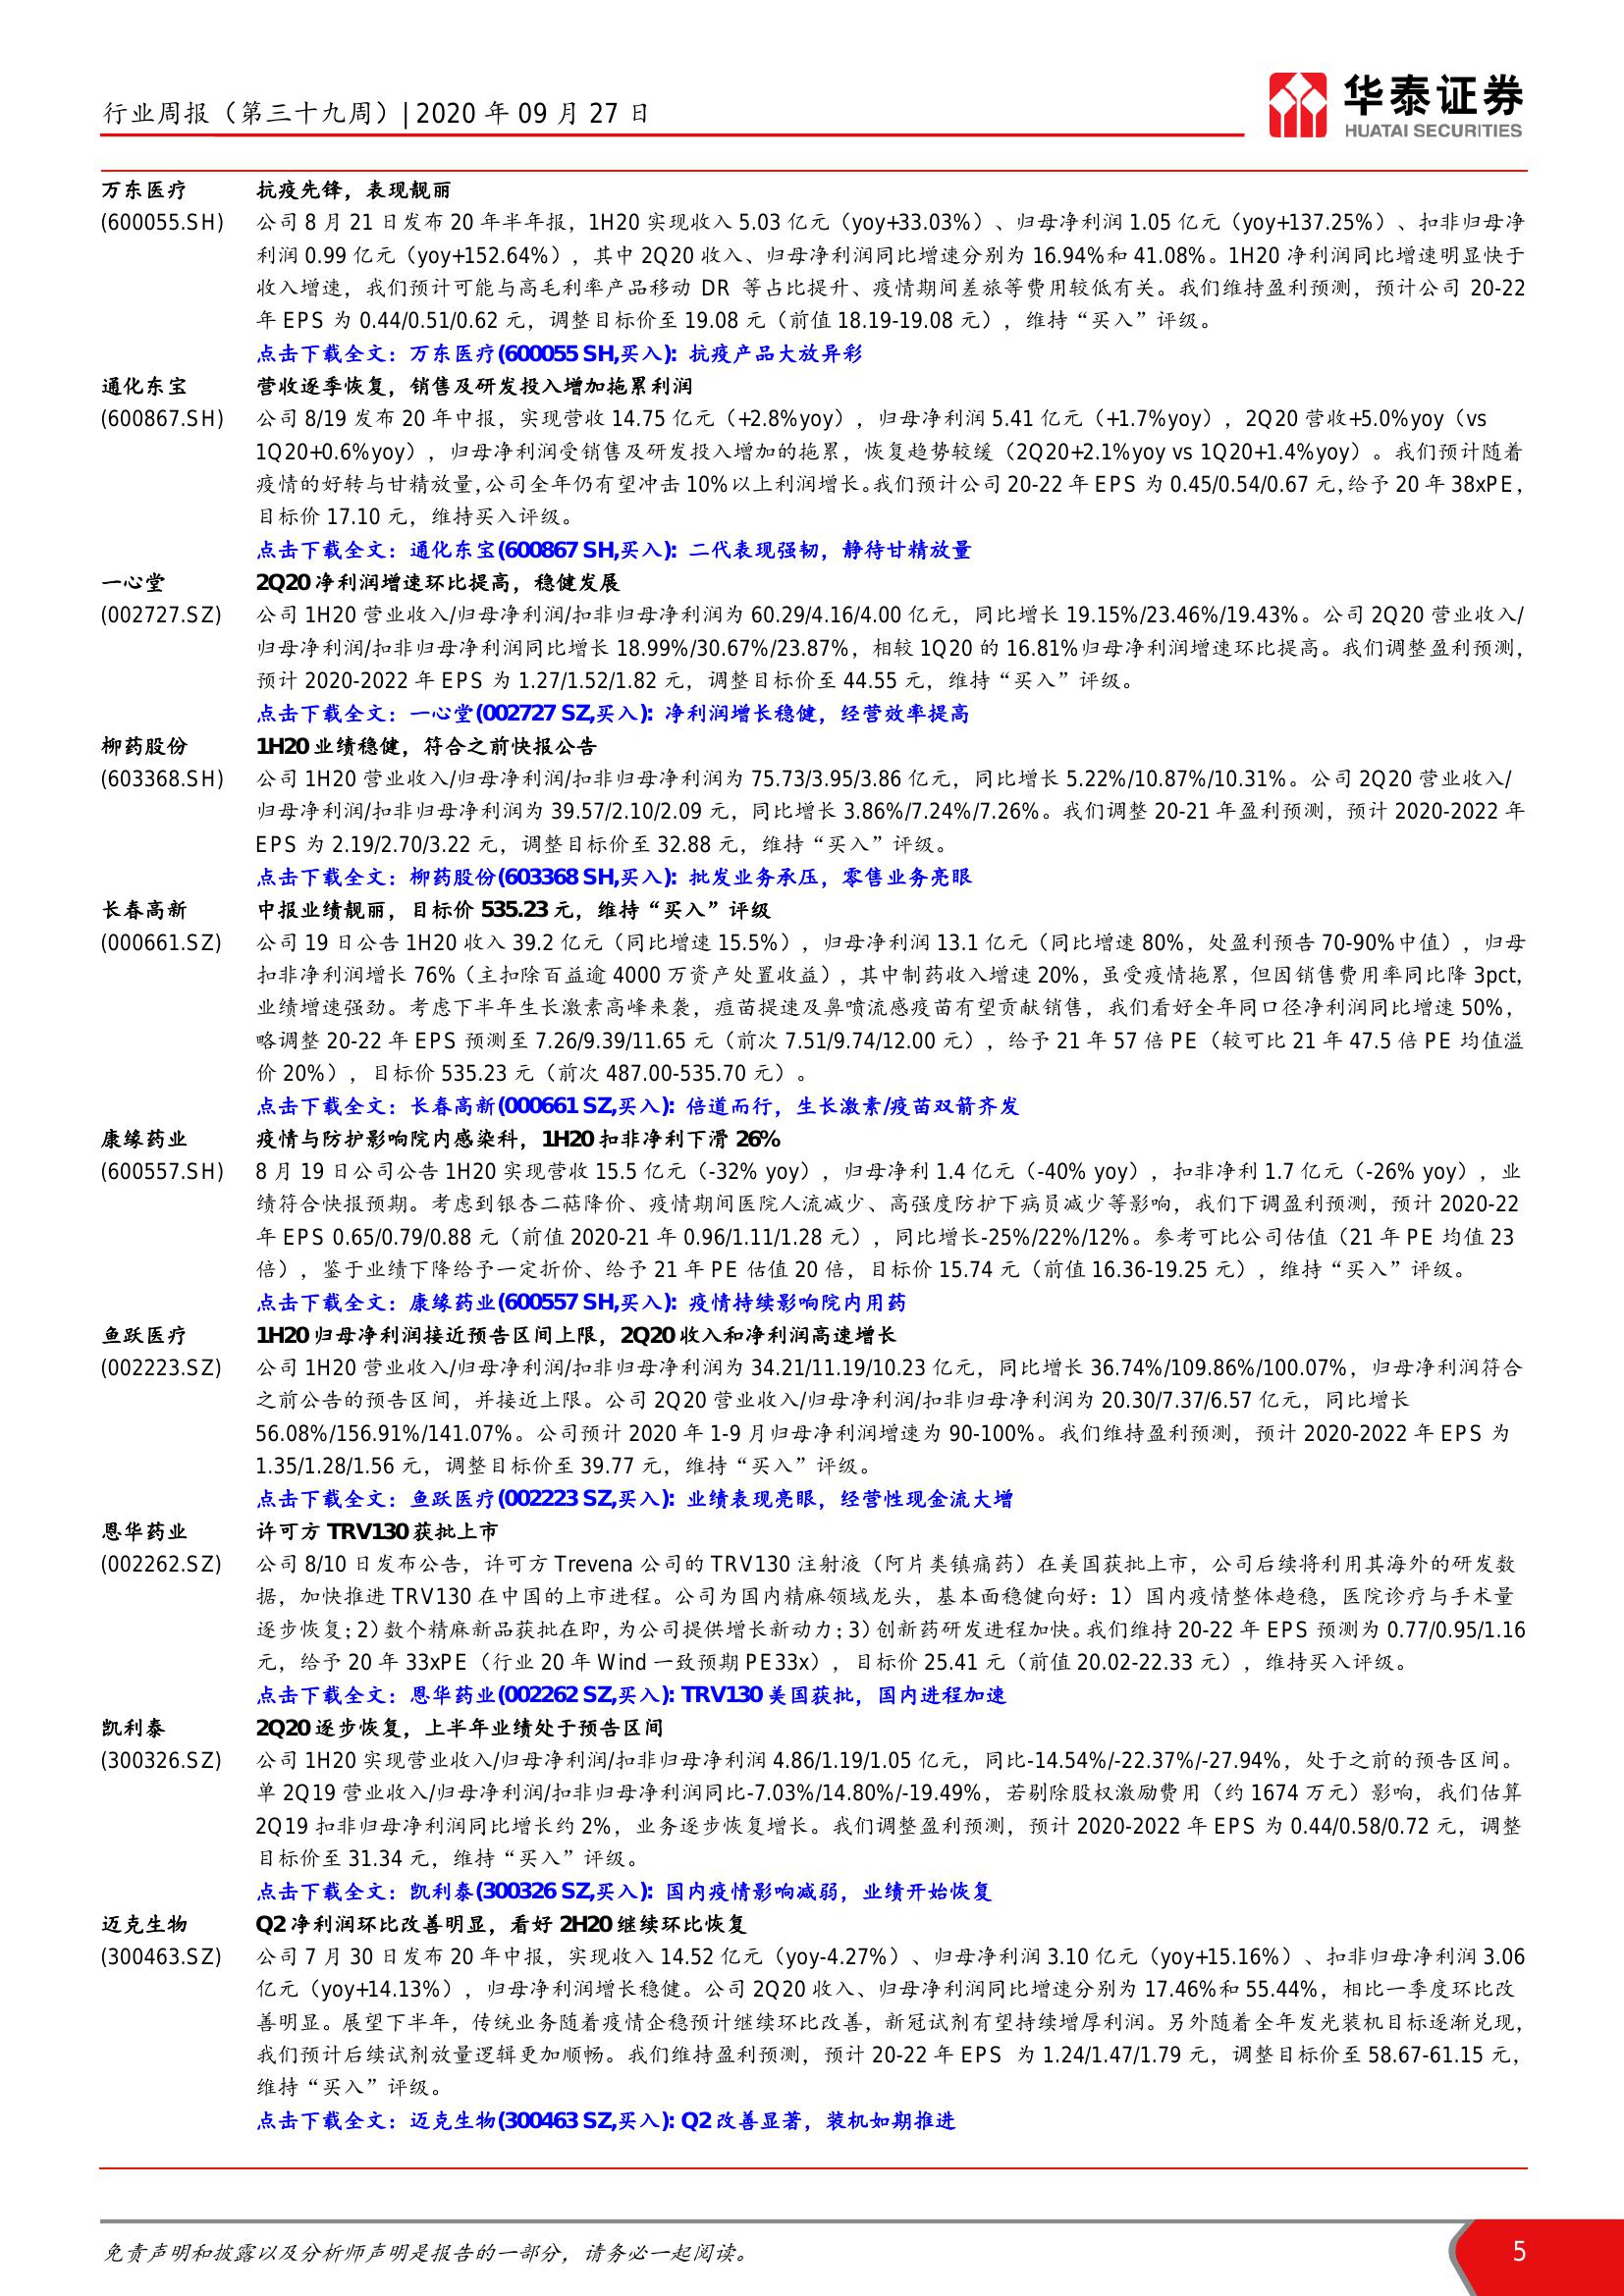 行业周报（第三十九周）| 2020 年 09 月 27 日
华泰证券
HUATAI SECURITIES
万东医疗 抗疫先锋，表现靓丽
(600055.SH) 公司 8 月 21 日发布 20 年半年报，1H20 实现收入 5.03 亿元（yoy+33.03%）、归母净利润 1.05 亿元（yoy+137.25%）、扣非归母净
利润 0.99 亿元（yoy+152.64%），其中 2Q20 收入、归母净利润同比增速分别为 16.94%和 41.08%。1H20 净利润同比增速明显快于
收入增速，我们预计可能与高毛利率产品移动 DR 等占比提升、疫情期间差旅等费用较低有关。我们维持盈利预测，预计公司 20-22
年 EPS 为 0.44/0.51/0.62 元，调整目标价至 19.08 元（前值 18.19-19.08 元），维持“买入”评级。
点击下载全文：万东医疗(600055 SH,买入): 抗疫产品大放异彩
通化东宝 营收逐季恢复，销售及研发投入增加拖累利润
(600867.SH) 公司 8/19 发布 20 年中报，实现营收 14.75 亿元（+2.8%yoy），归母净利润 5.41 亿元（+1.7%yoy），2Q20 营收+5.0%yoy（vs
1Q20+0.6%yoy），归母净利润受销售及研发投入增加的拖累，恢复趋势较缓（2Q20+2.1%yoy vs 1Q20+1.4%yoy）。我们预计随着
疫情的好转与甘精放量，公司全年仍有望冲击 10%以上利润增长。我们预计公司 20-22 年 EPS 为 0.45/0.54/0.67 元，给予 20 年 38xPE，
目标价 17.10 元，维持买入评级。
点击下载全文：通化东宝(600867 SH,买入): 二代表现强韧，静待甘精放量
一心堂 2Q20 净利润增速环比提高，稳健发展
(002727.SZ) 公司 1H20 营业收入/归母净利润/扣非归母净利润为 60.29/4.16/4.00 亿元，同比增长 19.15%/23.46%/19.43%。公司 2Q20 营业收入/
归母净利润/扣非归母净利润同比增长 18.99%/30.67%/23.87%，相较 1Q20 的 16.81%归母净利润增速环比提高。我们调整盈利预测，
预计 2020-2022 年 EPS 为 1.27/1.52/1.82 元，调整目标价至 44.55 元，维持“买入”评级。
点击下载全文：一心堂(002727 SZ,买入): 净利润增长稳健，经营效率提高
柳药股份 1H20 业绩稳健，符合之前快报公告
(603368.SH) 公司 1H20 营业收入/归母净利润/扣非归母净利润为 75.73/3.95/3.86 亿元，同比增长 5.22%/10.87%/10.31%。公司 2Q20 营业收入/
归母净利润/扣非归母净利润为 39.57/2.10/2.09 元，同比增长 3.86%/7.24%/7.26%。我们调整 20-21 年盈利预测，预计 2020-2022 年
EPS 为 2.19/2.70/3.22 元，调整目标价至 32.88 元，维持“买入”评级。
点击下载全文：柳药股份(603368 SH,买入): 批发业务承压，零售业务亮眼
长春高新 中报业绩靓丽，目标价 535.23 元，维持“买入”评级
(000661.SZ) 公司 19 日公告 1H20 收入 39.2 亿元（同比增速 15.5%），归母净利润 13.1 亿元（同比增速 80%，处盈利预告 70-90%中值），归母
扣非净利润增长 76%（主扣除百益逾 4000 万资产处置收益），其中制药收入增速 20%，虽受疫情拖累，但因销售费用率同比降 3pct，
业绩增速强劲。考虑下半年生长激素高峰来袭，痘苗提速及鼻喷流感疫苗有望贡献销售，我们看好全年同口径净利润同比增速 50%，
略调整 20-22 年 EPS 预测至 7.26/9.39/11.65 元（前次 7.51/9.74/12.00 元），给予 21 年 57 倍 PE（较可比 21 年 47.5 倍 PE 均值溢
价 20%），目标价 535.23 元（前次 487.00-535.70 元）。
点击下载全文：长春高新(000661 SZ,买入): 倍道而行，生长激素/疫苗双箭齐发
康缘药业 疫情与防护影响院内感染科，1H20 扣非净利下滑 26%
(600557.SH) 8 月 19 日公司公告 1H20 实现营收 15.5 亿元（-32% yoy），归母净利 1.4 亿元（-40% yoy），扣非净利 1.7 亿元（-26% yoy），业
绩符合快报预期。考虑到银杏二萜降价、疫情期间医院人流减少、高强度防护下病员减少等影响，我们下调盈利预测，预计 2020-22
年 EPS 0.65/0.79/0.88 元（前值 2020-21 年 0.96/1.11/1.28 元），同比增长-25%/22%/12%。参考可比公司估值（21 年 PE 均值 23
倍），鉴于业绩下降给予一定折价、给予 21 年 PE 估值 20 倍，目标价 15.74 元（前值 16.36-19.25 元），维持“买入”评级。
点击下载全文：康缘药业(600557 SH,买入): 疫情持续影响院内用药
鱼跃医疗 1H20 归母净利润接近预告区间上限，2Q20 收入和净利润高速增长
(002223.SZ) 公司 1H20 营业收入/归母净利润/扣非归母净利润为 34.21/11.19/10.23 亿元，同比增长 36.74%/109.86%/100.07%，归母净利润符合
之前公告的预告区间，并接近上限。公司 2Q20 营业收入/归母净利润/扣非归母净利润为 20.30/7.37/6.57 亿元，同比增长
56.08%/156.91%/141.07%。公司预计 2020 年 1-9 月归母净利润增速为 90-100%。我们维持盈利预测，预计 2020-2022 年 EPS 为
1.35/1.28/1.56 元，调整目标价至 39.77 元，维持“买入”评级。
点击下载全文：鱼跃医疗(002223 SZ,买入): 业绩表现亮眼，经营性现金流大增
恩华药业 许可方 TRV130 获批上市
(002262.SZ) 公司 8/10 日发布公告，许可方 Trevena 公司的 TRV130 注射液（阿片类镇痛药）在美国获批上市，公司后续将利用其海外的研发数
据，加快推进 TRV130 在中国的上市进程。公司为国内精麻领域龙头，基本面稳健向好：1）国内疫情整体趋稳，医院诊疗与手术量
逐步恢复；2）数个精麻新品获批在即，为公司提供增长新动力；3）创新药研发进程加快。我们维持 20-22 年 EPS 预测为 0.77/0.95/1.16
元，给予 20 年 33xPE（行业 20 年 Wind 一致预期 PE33x），目标价 25.41 元（前值 20.02-22.33 元），维持买入评级。
点击下载全文：恩华药业(002262 SZ,买入): TRV130 美国获批，国内进程加速
凯利泰 2Q20 逐步恢复，上半年业绩处于预告区间
(300326.SZ) 公司 1H20 实现营业收入/归母净利润/扣非归母净利润 4.86/1.19/1.05 亿元，同比-14.54%/-22.37%/-27.94%，处于之前的预告区间。
单 2Q19 营业收入/归母净利润/扣非归母净利润同比-7.03%/14.80%/-19.49%，若剔除股权激励费用（约 1674 万元）影响，我们估算
2Q19 扣非归母净利润同比增长约 2%，业务逐步恢复增长。我们调整盈利预测，预计 2020-2022 年 EPS 为 0.44/0.58/0.72 元，调整
目标价至 31.34 元，维持“买入”评级。
点击下载全文：凯利泰(300326 SZ,买入): 国内疫情影响减弱，业绩开始恢复
迈克生物 Q2 净利润环比改善明显，看好 2H20 继续环比恢复
(300463.SZ) 公司 7 月 30 日发布 20 年中报，实现收入 14.52 亿元（yoy-4.27%）、归母净利润 3.10 亿元（yoy+15.16%）、扣非归母净利润 3.06
亿元（yoy+14.13%），归母净利润增长稳健。公司 2Q20 收入、归母净利润同比增速分别为 17.46%和 55.44%，相比一季度环比改
善明显。展望下半年，传统业务随着疫情企稳预计继续环比改善，新冠试剂有望持续增厚利润。另外随着全年发光装机目标逐渐兑现，
我们预计后续试剂放量逻辑更加顺畅。我们维持盈利预测，预计 20-22 年 EPS 为 1.24/1.47/1.79 元，调整目标价至 58.67-61.15 元，
维持“买入”评级。
点击下载全文：迈克生物(300463 SZ,买入): Q2 改善显著，装机如期推进
免责声明和披露以及分析师声明是报告的一部分，请务必一起阅读。 5